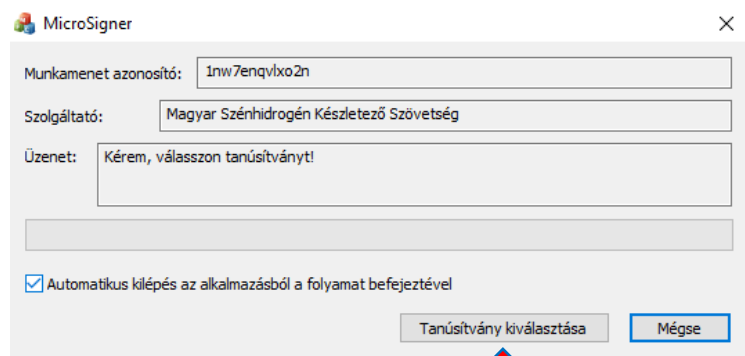 MicroSigner
Munkamenet azonosító: 1nw7enqvlxo2n
Szolgáltató: Magyar Szénhidrogén Készletező Szövetség
Üzenet: Kérem, válasszon tanúsítványt!
Automatikus kilépés az alkalmazásból a folyamat befejeztével
Tanúsítvány kiválasztása Mégse